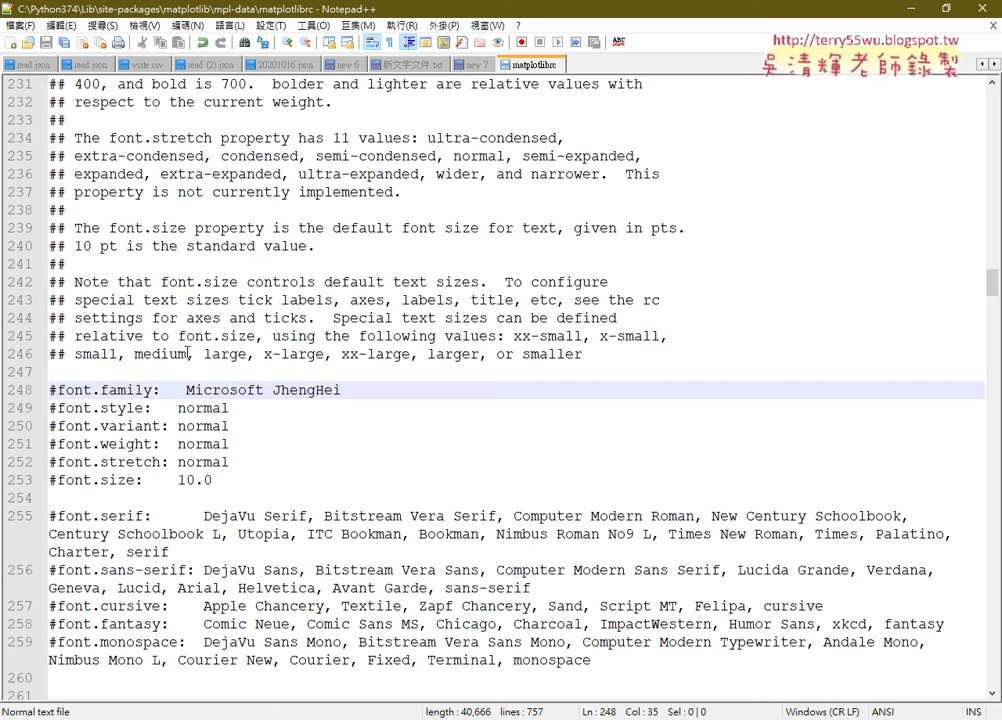 C:\Python374\Lib\site-packages\matplotlib\mpl-data\matplotlibrc - Notepad++
檔案(F) 編輯(E) 搜尋(S) 檢視(V) 編碼(N) 語言(L) 設定(T) 工具(O) 巨集(M) 執行(R) 外掛(P) 視窗(W) ?
http://terry55wu.blogspot.tw
吳清輝老師錄製
read.json read.json write.csv read (2).json 20201016.json new 6 新文字文件.txt new 7 matplotlibrc
231 ## 400, and bold is 700.  bolder and lighter are relative values with
232 ## respect to the current weight.
233 ##
234 ## The font.stretch property has 11 values: ultra-condensed,
235 ## extra-condensed, condensed, semi-condensed, normal, semi-expanded,
236 ## expanded, extra-expanded, ultra-expanded, wider, and narrower.  This
237 ## property is not currently implemented.
238 ##
239 ## The font.size property is the default font size for text, given in pts.
240 ## 10 pt is the standard value.
241 ##
242 ## Note that font.size controls default text sizes.  To configure
243 ## special text sizes tick labels, axes, labels, title, etc, see the rc
244 ## settings for axes and ticks.  Special text sizes can be defined
245 ## relative to font.size, using the following values: xx-small, x-small,
246 ## small, medium, large, x-large, xx-large, larger, or smaller
247
248 #font.family:   Microsoft JhengHei
249 #font.style:   normal
250 #font.variant: normal
251 #font.weight:  normal
252 #font.stretch: normal
253 #font.size:    10.0
254
255 #font.serif:      DejaVu Serif, Bitstream Vera Serif, Computer Modern Roman, New Century Schoolbook,
Century Schoolbook L, Utopia, ITC Bookman, Bookman, Nimbus Roman No9 L, Times New Roman, Times, Palatino,
Charter, serif
256 #font.sans-serif: DejaVu Sans, Bitstream Vera Sans, Computer Modern Sans Serif, Lucida Grande, Verdana,
Geneva, Lucid, Arial, Helvetica, Avant Garde, sans-serif
257 #font.cursive:    Apple Chancery, Textile, Zapf Chancery, Sand, Script MT, Felipa, cursive
258 #font.fantasy:    Comic Neue, Comic Sans MS, Chicago, Charcoal, ImpactWestern, Humor Sans, xkcd, fantasy
259 #font.monospace:  DejaVu Sans Mono, Bitstream Vera Sans Mono, Computer Modern Typewriter, Andale Mono,
Nimbus Mono L, Courier New, Courier, Fixed, Terminal, monospace
260
261
Normal text file length : 40,666 lines : 757 Ln : 248 Col : 35 Sel : 0 | 0 Windows (CR LF) ANSI INS